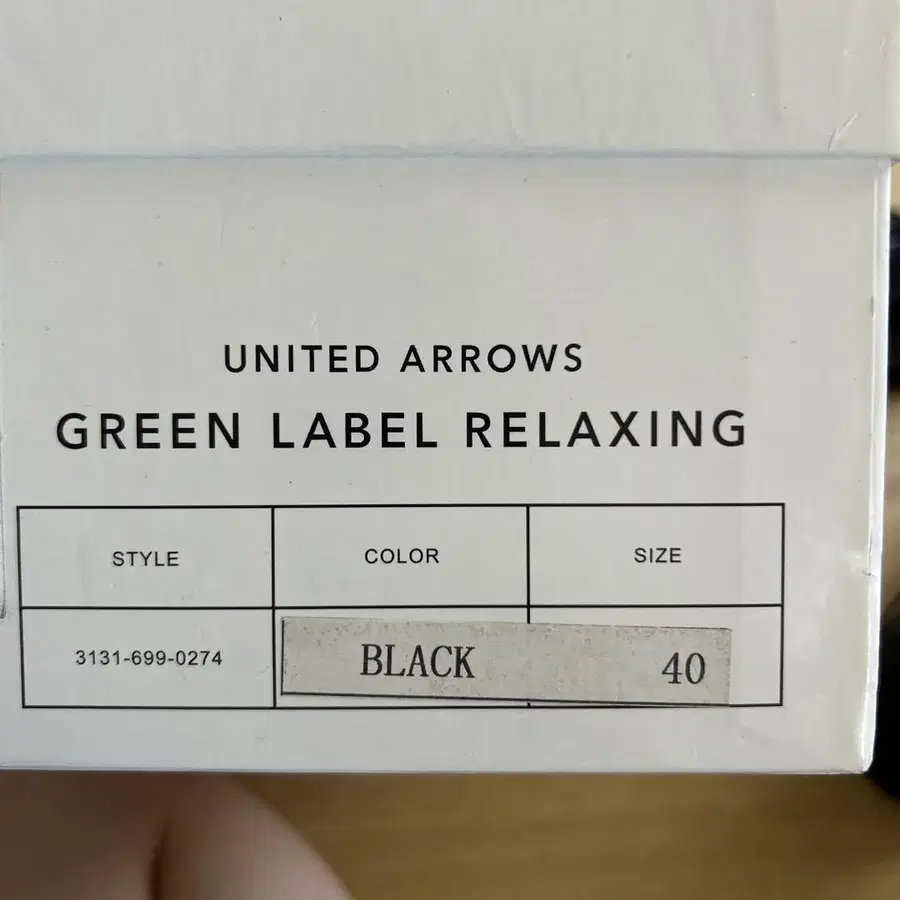 UNITED ARROWS
GREEN LABEL RELAXING
STYLE COLOR SIZE
3131-699-0274 BLACK 40